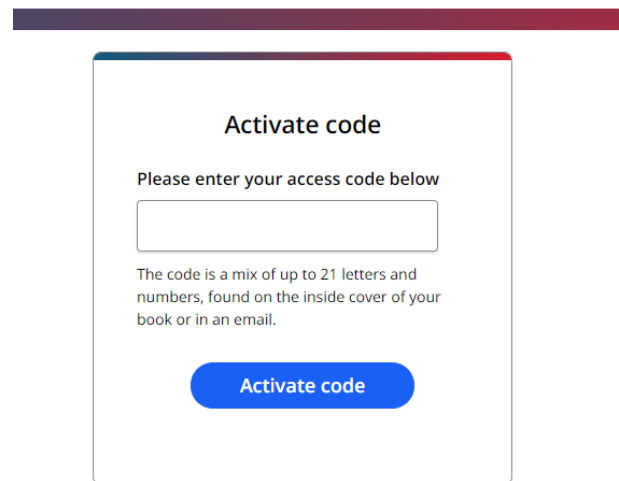 Activate code
Please enter your access code below
The code is a mix of up to 21 letters and
numbers, found on the inside cover of your
book or in an email.
Activate code